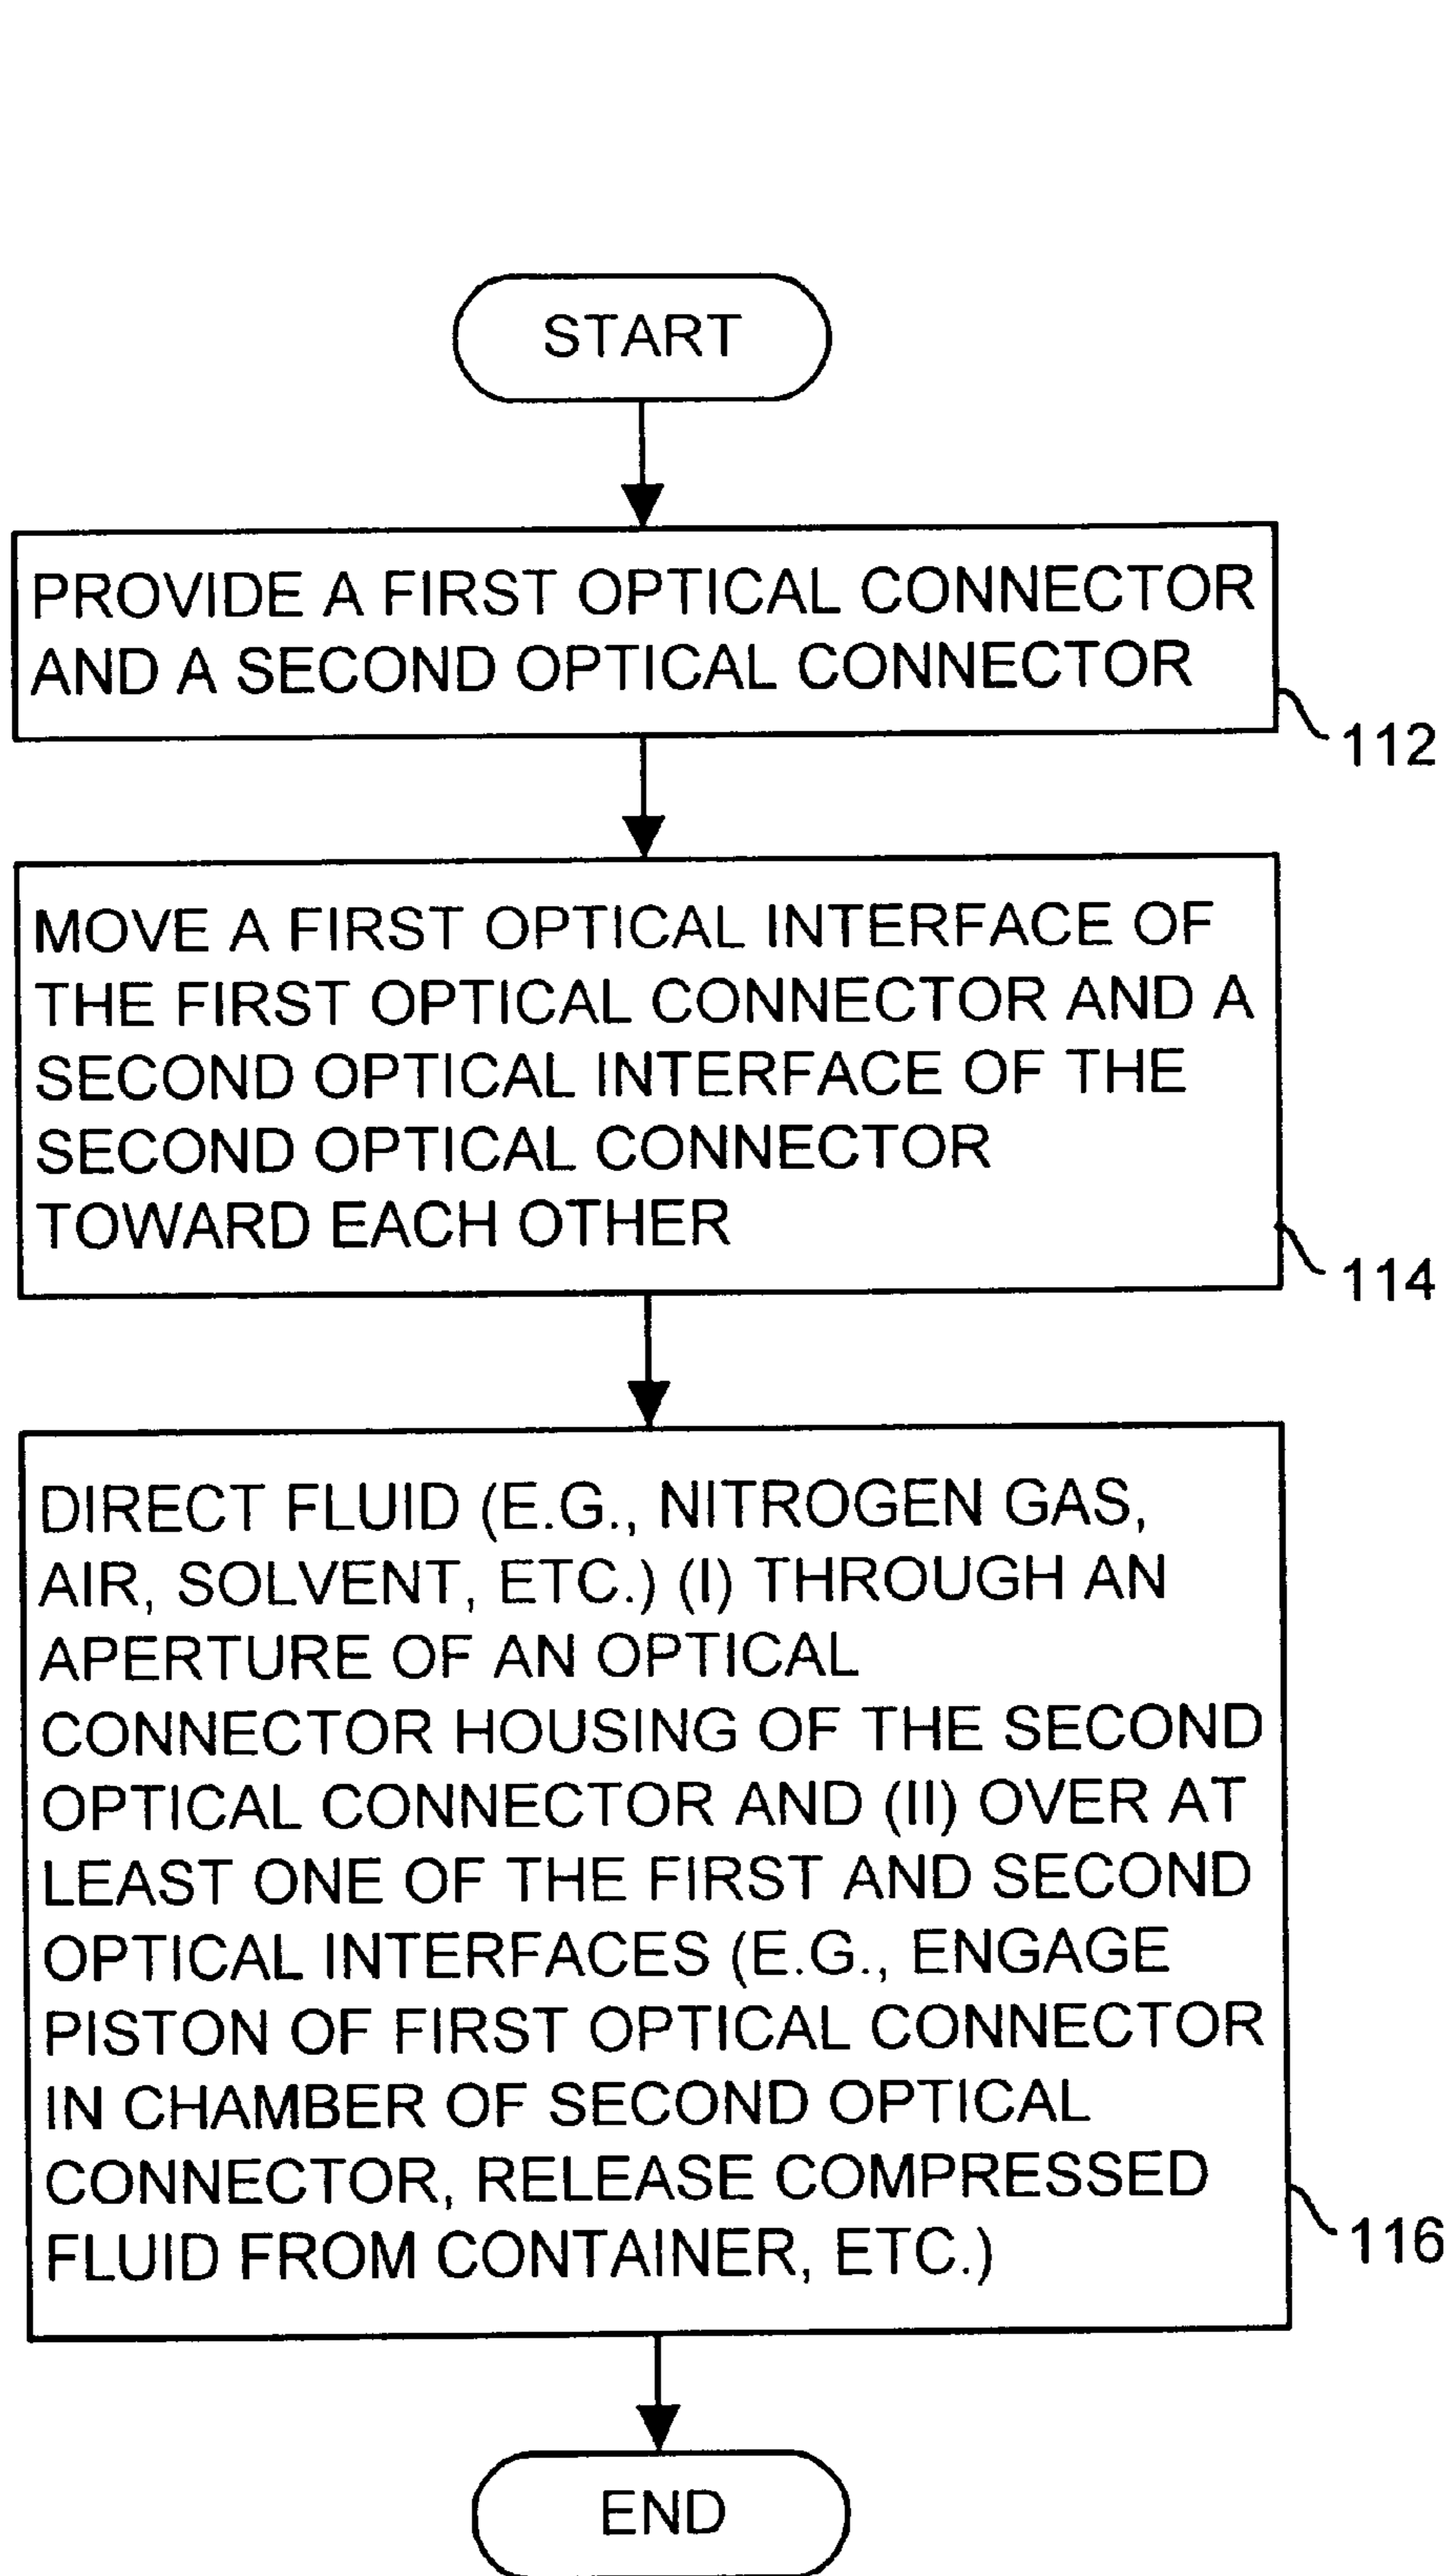 START
PROVIDE A FIRST OPTICAL CONNECTOR
AND A SECOND OPTICAL CONNECTOR
112
MOVE A FIRST OPTICAL INTERFACE OF
THE FIRST OPTICAL CONNECTOR AND A
SECOND OPTICAL INTERFACE OF THE
SECOND OPTICAL CONNECTOR
TOWARD EACH OTHER
114
DIRECT FLUID (E.G., NITROGEN GAS,
AIR, SOLVENT, ETC.) (I) THROUGH AN
APERTURE OF AN OPTICAL
CONNECTOR HOUSING OF THE SECOND
OPTICAL CONNECTOR AND (II) OVER AT
LEAST ONE OF THE FIRST AND SECOND
OPTICAL INTERFACES (E.G., ENGAGE
PISTON OF FIRST OPTICAL CONNECTOR
IN CHAMBER OF SECOND OPTICAL
CONNECTOR, RELEASE COMPRESSED
FLUID FROM CONTAINER, ETC.)
116
END